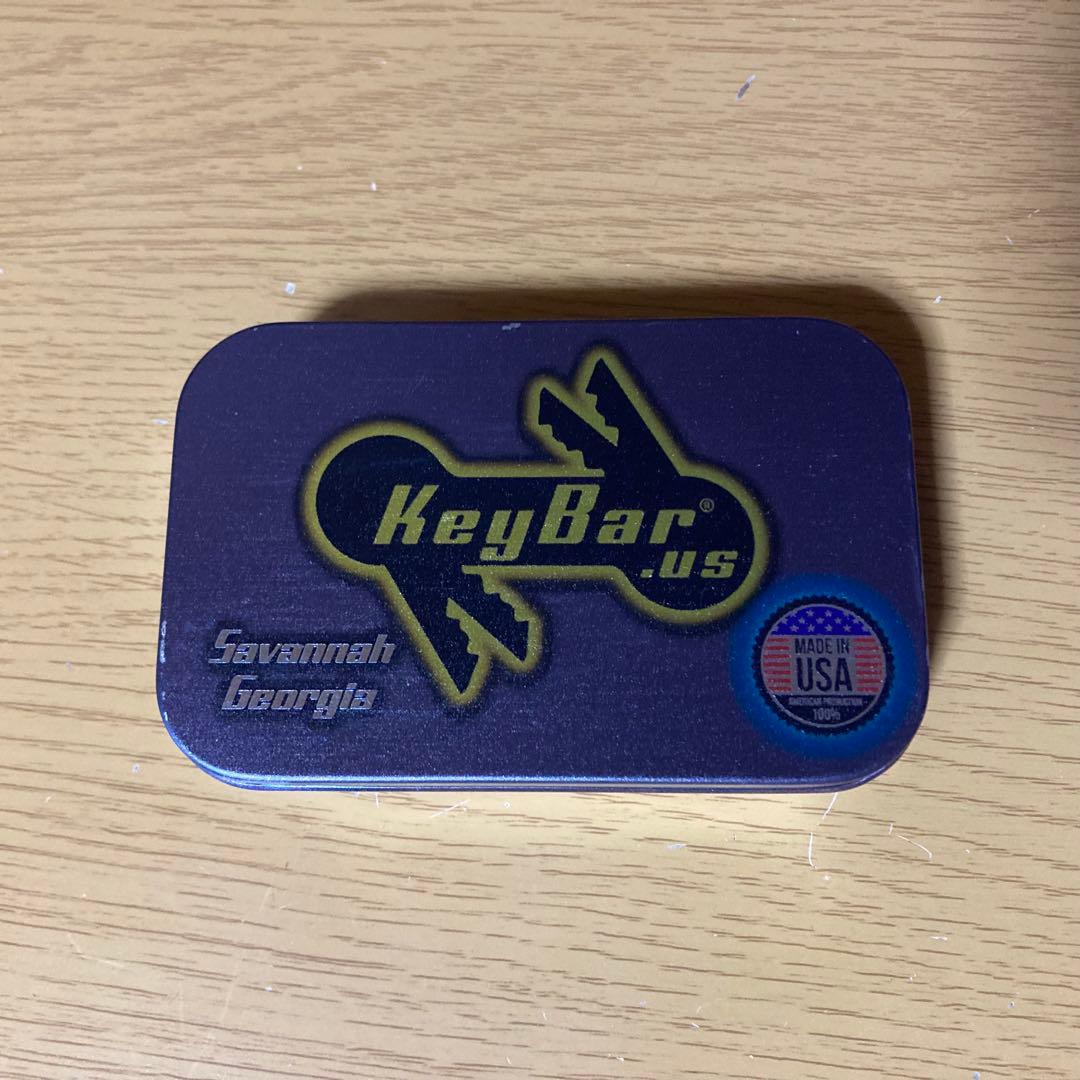 KeyBar®
.us
Savannah
Georgia
MADE IN
USA
AMERICAN PRODUCTION
100%